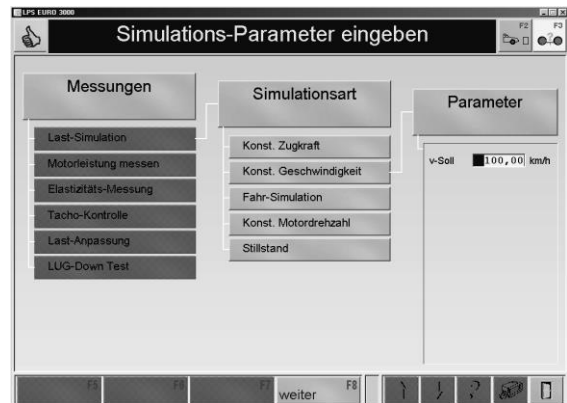 LPS EURO 3000
Simulations-Parameter eingeben
F2
F3
Messungen
Simulationsart
Parameter
Last-Simulation
Motorleistung messen
Elastizitäts-Messung
Tacho-Kontrolle
Last-Anpassung
LUG-Down Test
Konst. Zugkraft
Konst. Geschwindigkeit
Fahr-Simulation
Konst. Motordrehzahl
Stillstand
v-Soll 100,00 km/h
F5
F6
F7
weiter F8